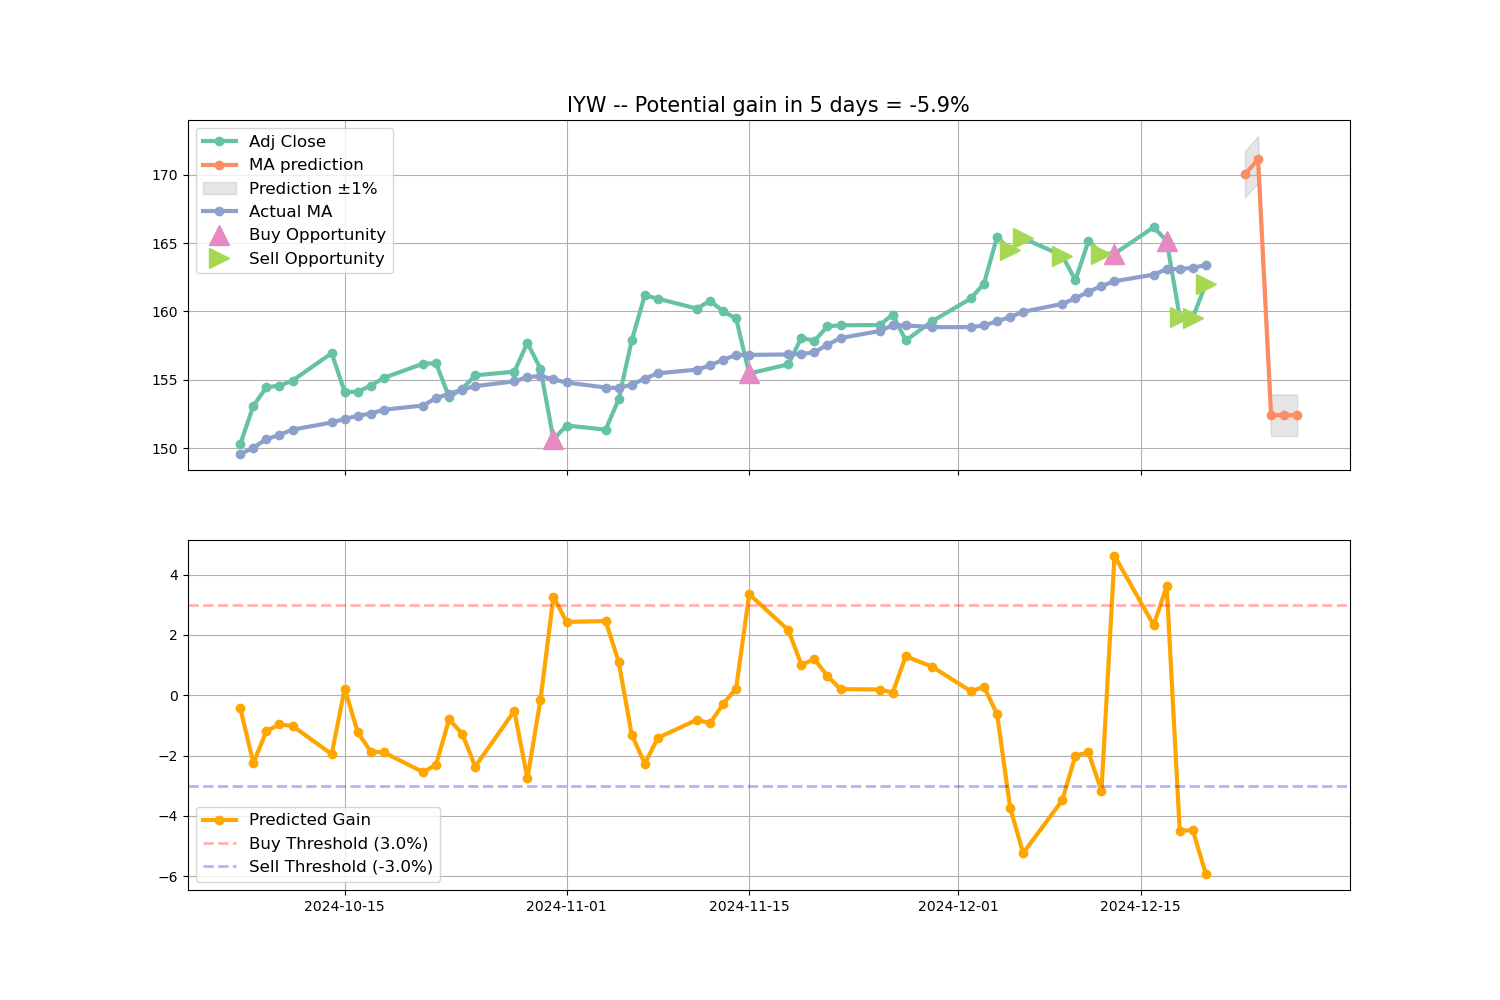 IYW -- Potential gain in 5 days = -5.9%
Adj Close
MA prediction
Prediction ±1%
Actual MA
Buy Opportunity
Sell Opportunity
170
165
160
155
150
4
2
0
−2
−4
−6
Predicted Gain
Buy Threshold (3.0%)
Sell Threshold (-3.0%)
2024-10-15 2024-11-01 2024-11-15 2024-12-01 2024-12-15